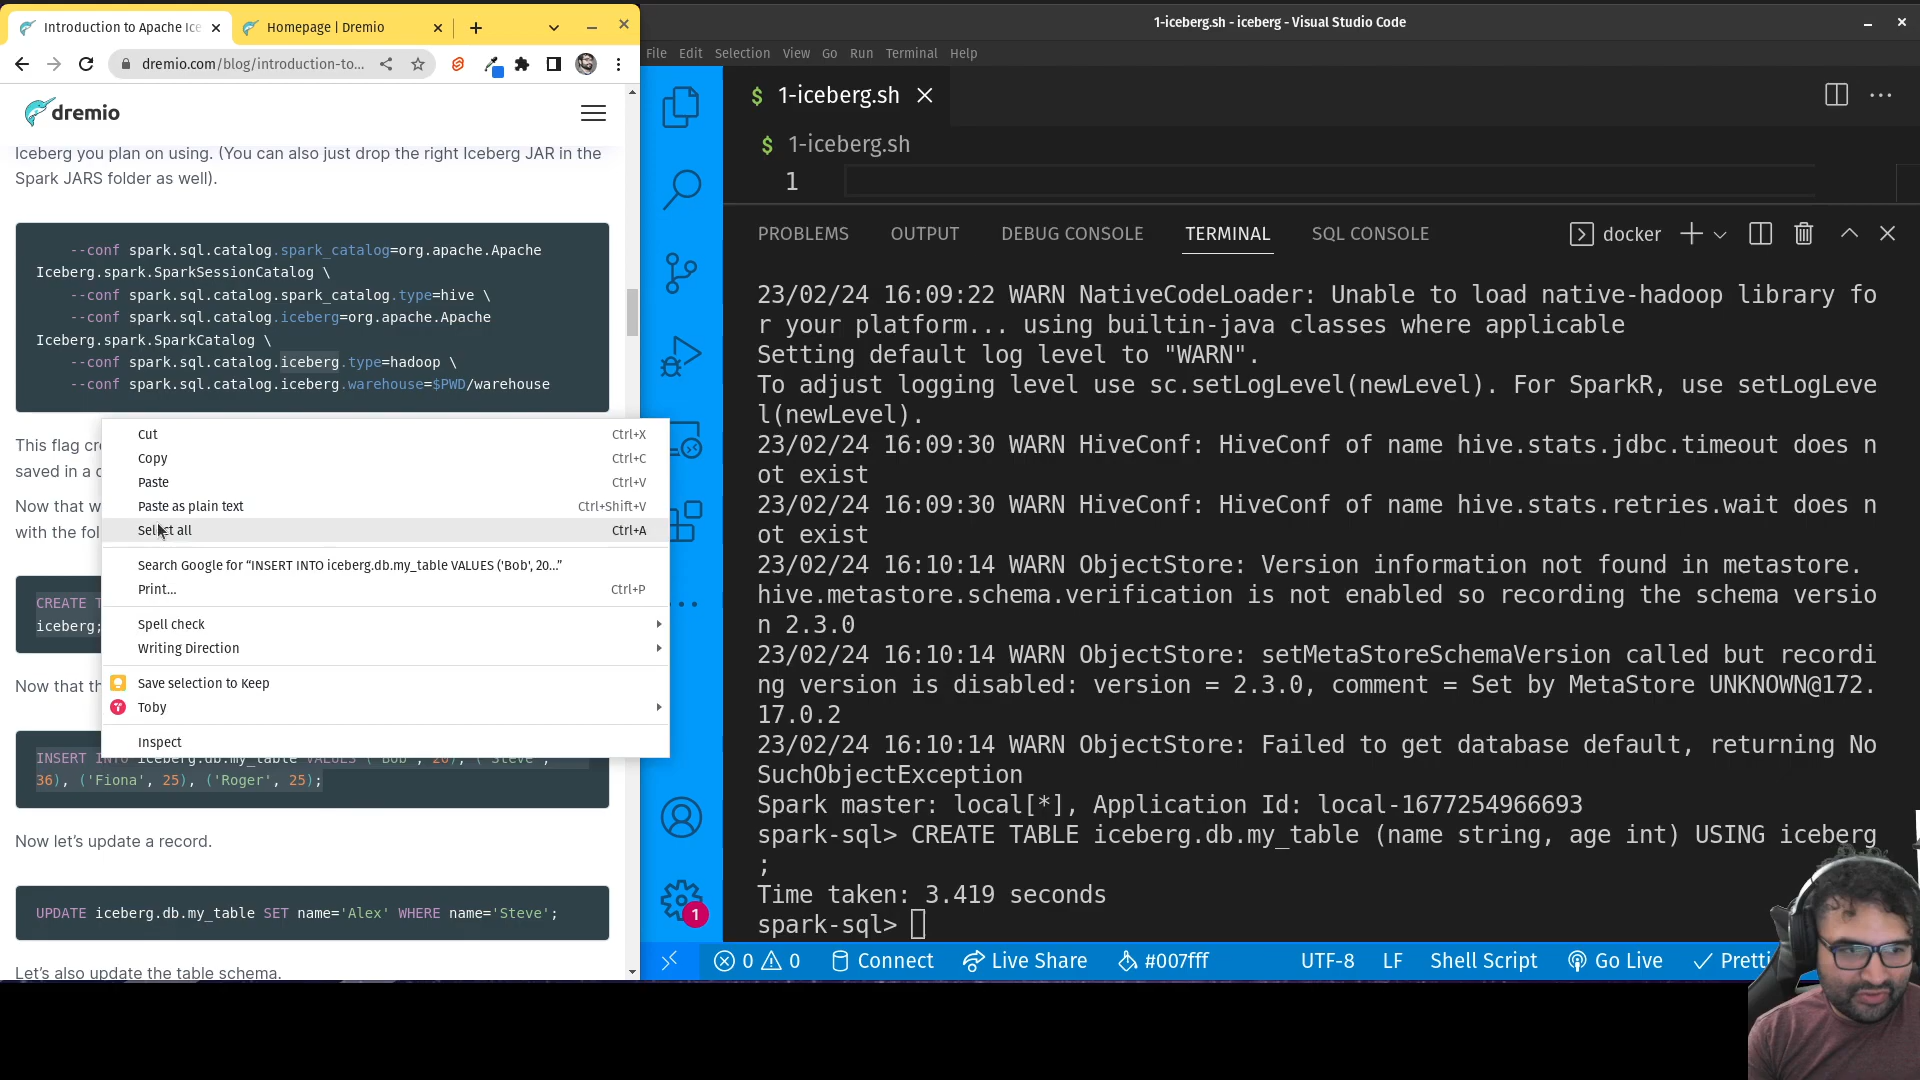 Introduction to Apache Ice
Homepage | Dremio
dremio.com/blog/introduction-to...
dremio
Iceberg you plan on using. (You can also just drop the right Iceberg JAR in the
Spark JARS folder as well).
--conf spark.sql.catalog.spark_catalog=org.apache.Apache
Iceberg.spark.SparkSessionCatalog \
--conf spark.sql.catalog.spark_catalog.type=hive \
--conf spark.sql.catalog.iceberg=org.apache.Apache
Iceberg.spark.SparkCatalog \
--conf spark.sql.catalog.iceberg.type=hadoop \
--conf spark.sql.catalog.iceberg.warehouse=$PWD/warehouse
This flag cr
saved in a
Now that w
with the fol
CREATE T
iceberg;
Now that th
INSERT INTO iceberg.db.my_table VALUES ('Bob', 20), ('Steve',
36), ('Fiona', 25), ('Roger', 25);
Now let's update a record.
UPDATE iceberg.db.my_table SET name='Alex' WHERE name='Steve';
Let's also update the table schema.
Cut Ctrl+X
Copy Ctrl+C
Paste Ctrl+V
Paste as plain text Ctrl+Shift+V
Select all Ctrl+A
Search Google for “INSERT INTO iceberg.db.my_table VALUES ('Bob', 20...”
Print... Ctrl+P
Spell check
Writing Direction
Save selection to Keep
Toby
Inspect
1-iceberg.sh - iceberg - Visual Studio Code
File Edit Selection View Go Run Terminal Help
$ 1-iceberg.sh
$ 1-iceberg.sh
1
PROBLEMS OUTPUT DEBUG CONSOLE TERMINAL SQL CONSOLE docker
23/02/24 16:09:22 WARN NativeCodeLoader: Unable to load native-hadoop library fo
r your platform... using builtin-java classes where applicable
Setting default log level to "WARN".
To adjust logging level use sc.setLogLevel(newLevel). For SparkR, use setLogLeve
l(newLevel).
23/02/24 16:09:30 WARN HiveConf: HiveConf of name hive.stats.jdbc.timeout does n
ot exist
23/02/24 16:09:30 WARN HiveConf: HiveConf of name hive.stats.retries.wait does n
ot exist
23/02/24 16:10:14 WARN ObjectStore: Version information not found in metastore.
hive.metastore.schema.verification is not enabled so recording the schema versio
n 2.3.0
23/02/24 16:10:14 WARN ObjectStore: setMetaStoreSchemaVersion called but recordi
ng version is disabled: version = 2.3.0, comment = Set by MetaStore UNKNOWN@172.
17.0.2
23/02/24 16:10:14 WARN ObjectStore: Failed to get database default, returning No
SuchObjectException
Spark master: local[*], Application Id: local-1677254966693
spark-sql> CREATE TABLE iceberg.db.my_table (name string, age int) USING iceberg
;
Time taken: 3.419 seconds
spark-sql>
1
0 0 Connect Live Share #007fff UTF-8 LF Shell Script Go Live Pretti